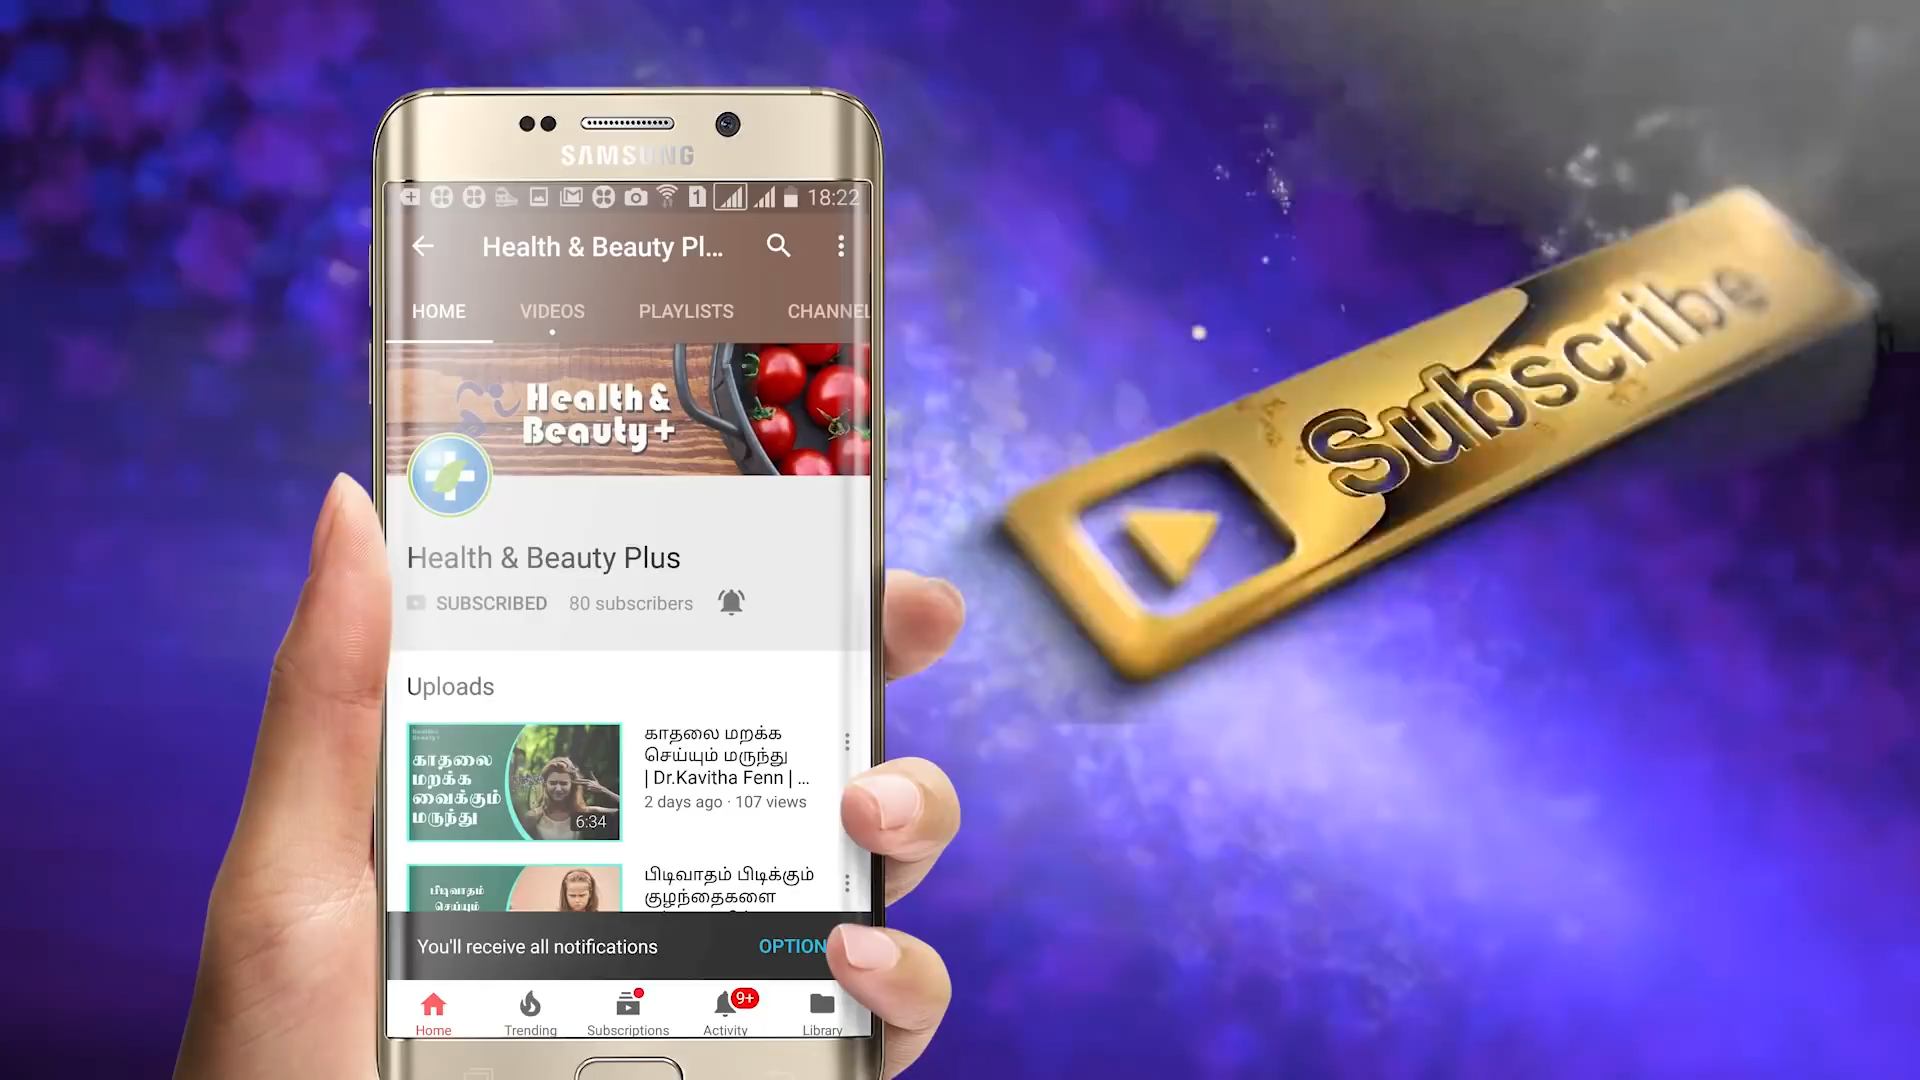 SAMSUNG
1 18:22
Health & Beauty Pl...
HOME VIDEOS PLAYLISTS CHANNEL
Health &
Beauty +
Health & Beauty Plus
SUBSCRIBED 80 subscribers
Uploads
காதலை
மறக்க
வைக்கும்
மருந்து
6:34
காதலை மறக்க
செய்யும் மருந்து
| Dr.Kavitha Fenn | ...
2 days ago · 107 views
பிடிவாதம்
செய்யும்
பிடிவாதம் பிடிக்கும்
குழந்தைகளை
You'll receive all notifications OPTION
9+
Home Trending Subscriptions Activity Library
Subscribe